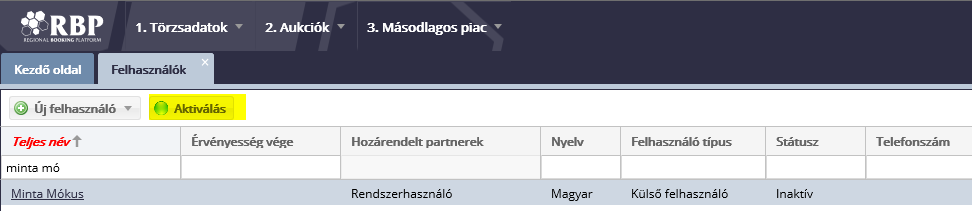 RBP
REGIONAL BOOKING PLATFORM
1. Törzsadatok 2. Aukciók 3. Másodlagos piac
Kezdő oldal Felhasználók
Új felhasználó Aktiválás
Teljes név Érvényesség vége Hozárendelt partnerek Nyelv Felhasználó típus Státusz Telefonszám
minta mó
Minta Mókus Rendszerhasználó Magyar Külső felhasználó Inaktív